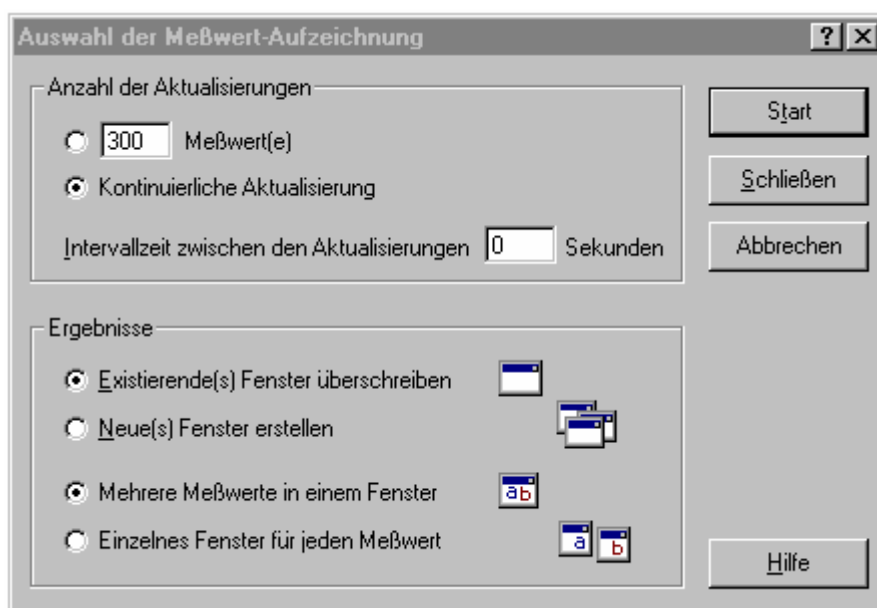 Auswahl der Meßwert-Aufzeichnung
Anzahl der Aktualisierungen
300 Meßwert(e)
Kontinuierliche Aktualisierung
Intervallzeit zwischen den Aktualisierungen 0 Sekunden
Start
Schließen
Abbrechen
Ergebnisse
Existierende(s) Fenster überschreiben
Neue(s) Fenster erstellen
Mehrere Meßwerte in einem Fenster ab
Einzelnes Fenster für jeden Meßwert a b
Hilfe